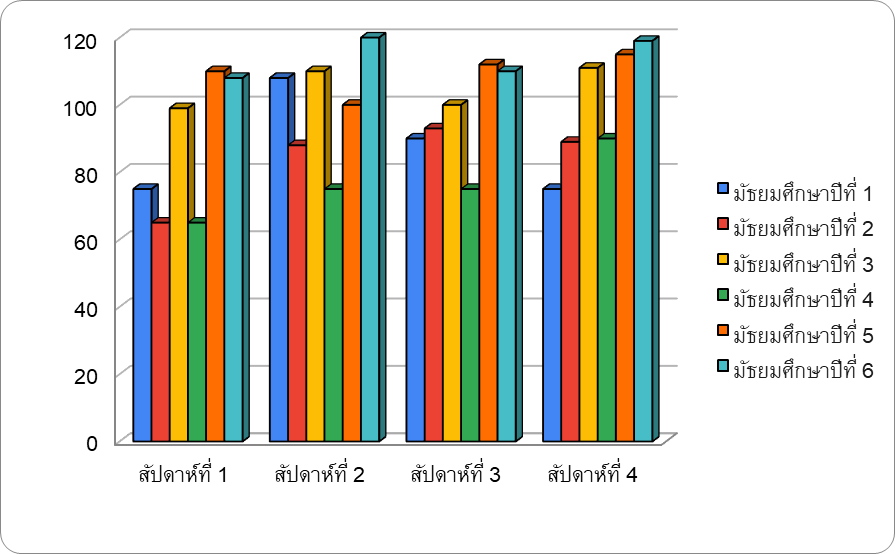 120
100
80
60
40
20
0
สัปดาห์ที่ 1
สัปดาห์ที่ 2
สัปดาห์ที่ 3
สัปดาห์ที่ 4
มัธยมศึกษาปีที่ 1
มัธยมศึกษาปีที่ 2
มัธยมศึกษาปีที่ 3
มัธยมศึกษาปีที่ 4
มัธยมศึกษาปีที่ 5
มัธยมศึกษาปีที่ 6